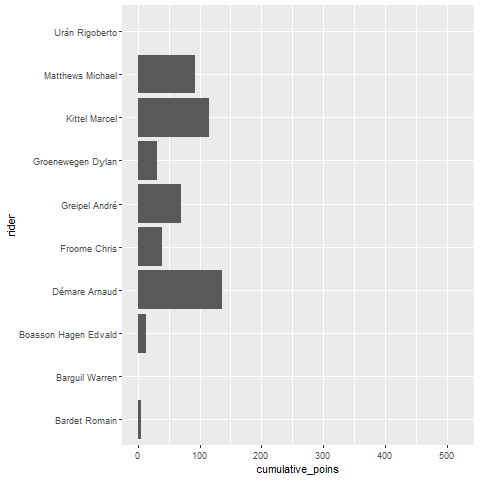 Urán Rigoberto
Matthews Michael
Kittel Marcel
Groenewegen Dylan
Greipel André
Froome Chris
Démare Arnaud
Boasson Hagen Edvald
Barguil Warren
Bardet Romain
rider
0 100 200 300 400 500
cumulative_poins